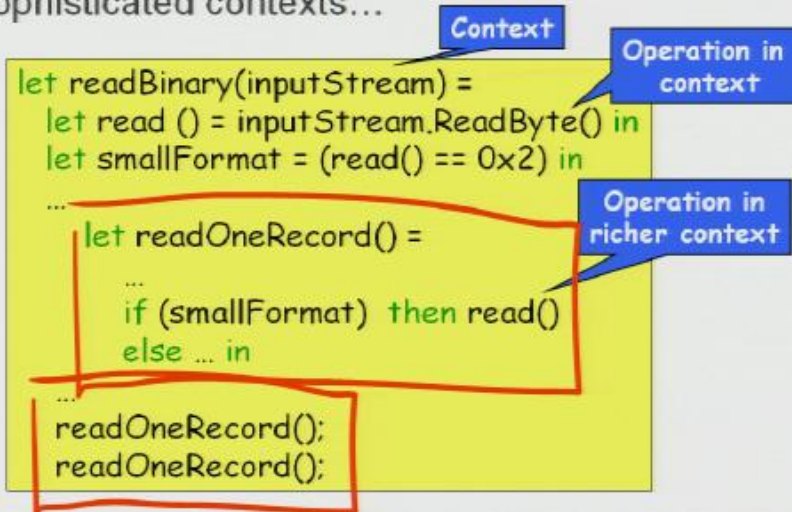 ophisticated contexts...
Context
Operation in
context
let readBinary(inputStream) =
let read () = inputStream.ReadByte() in
let smallFormat = (read() == 0x2) in
...
Operation in
richer context
let readOneRecord() =
...
if (smallFormat) then read()
else ... in
...
readOneRecord();
readOneRecord();